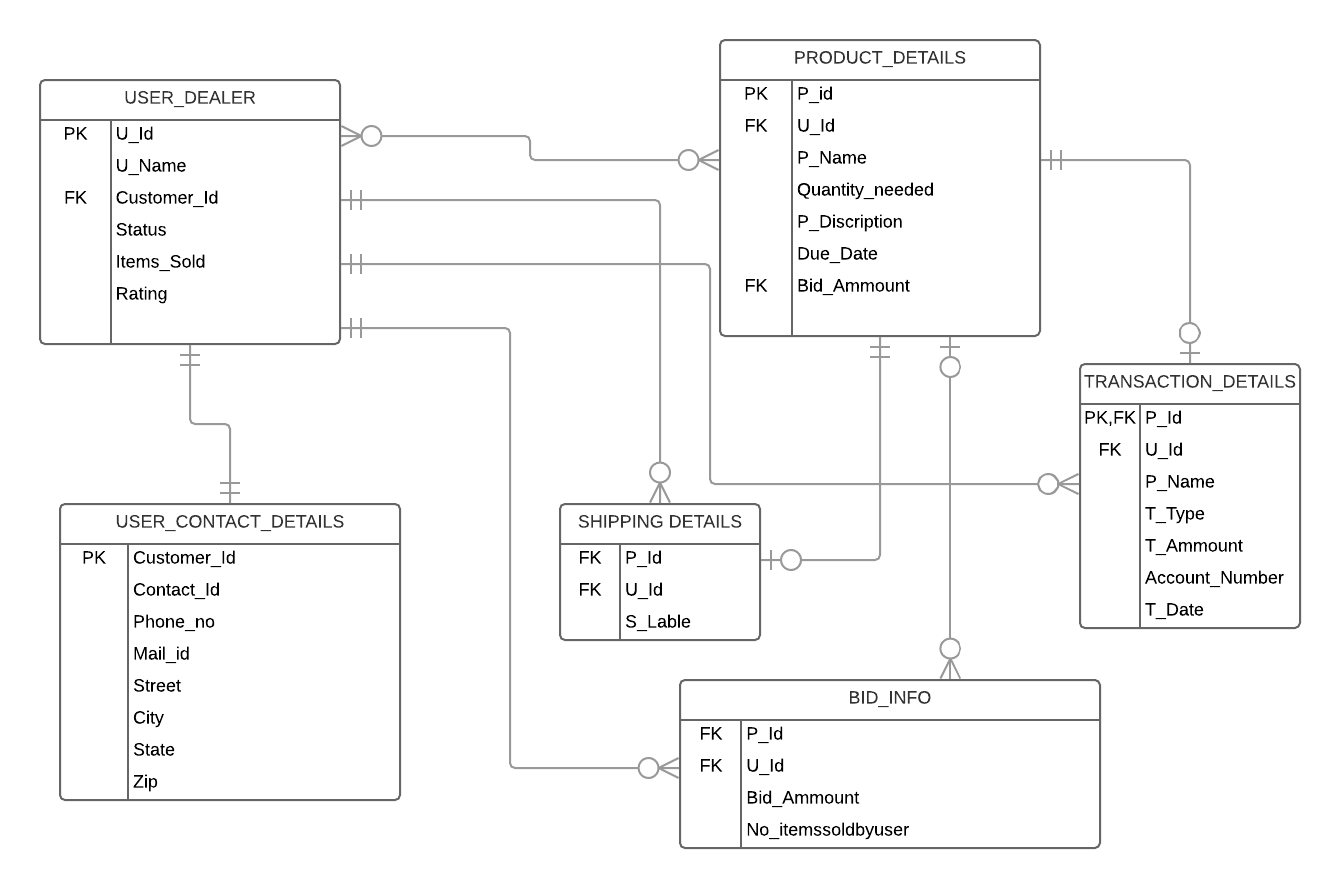 USER_DEALER
PK U_Id
U_Name
FK Customer_Id
Status
Items_Sold
Rating
PRODUCT_DETAILS
PK P_id
FK U_Id
P_Name
Quantity_needed
P_Discription
Due_Date
FK Bid_Ammount
TRANSACTION_DETAILS
PK,FK P_Id
FK U_Id
P_Name
T_Type
T_Ammount
Account_Number
T_Date
USER_CONTACT_DETAILS
PK Customer_Id
Contact_Id
Phone_no
Mail_id
Street
City
State
Zip
SHIPPING DETAILS
FK P_Id
FK U_Id
S_Lable
BID_INFO
FK P_Id
FK U_Id
Bid_Ammount
No_itemssoldbyuser